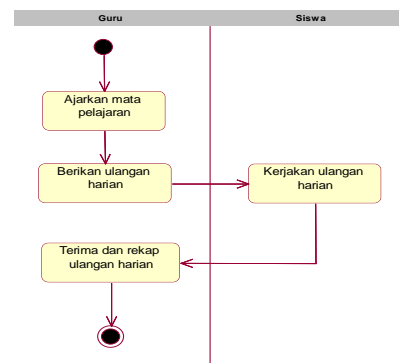 Guru
Siswa
Ajarkan mata
pelajaran
Berikan ulangan
harian
Kerjakan ulangan
harian
Terima dan rekap
ulangan harian